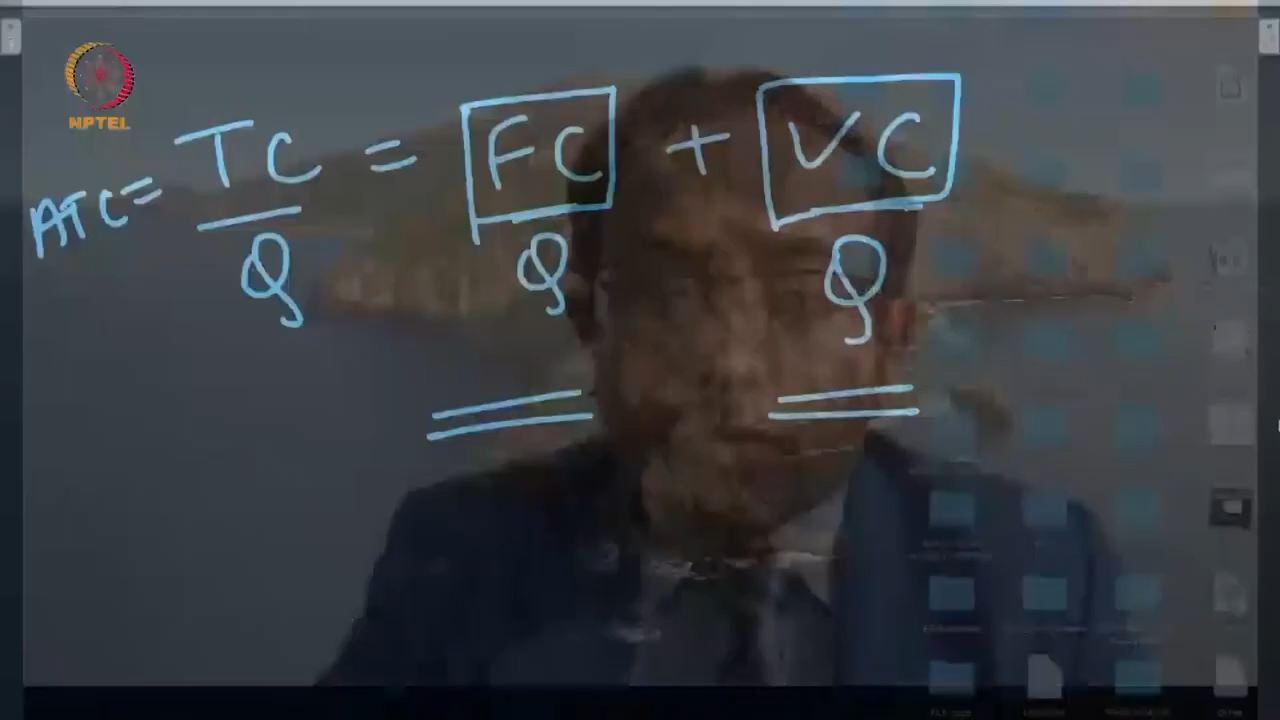 NPTEL
ATC = TC/Q = FC/Q + VC/Q